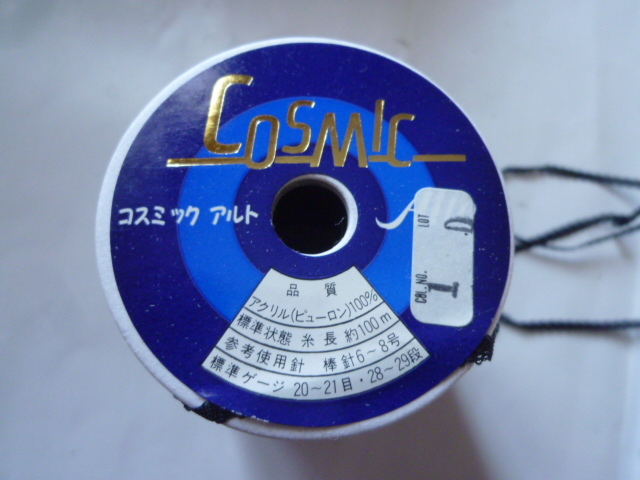 COSMIC
コスミック アルト
A
LOT D
COL.NO. 1
品質
アクリル(ビューロン)100%
標準状態 糸長 約100m
参考使用針 棒針6~8号
標準ゲージ 20~21目・28~29段